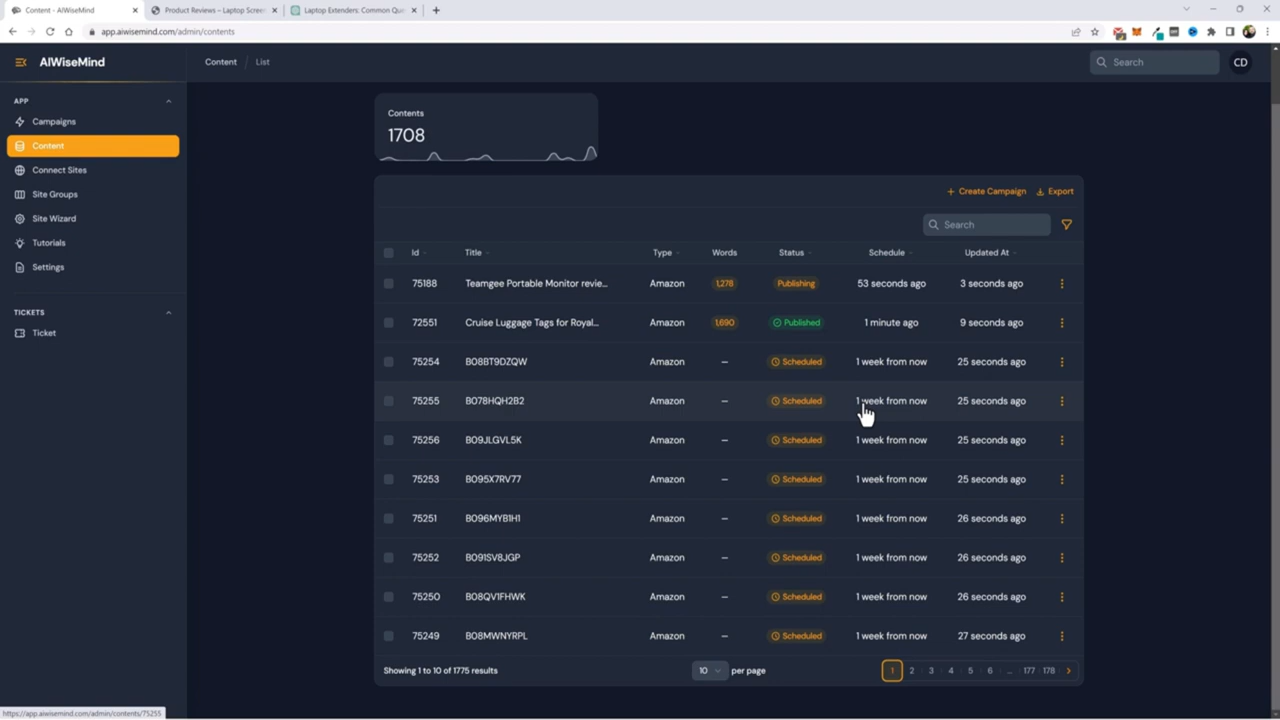 Content - AIWiseMind
Product Reviews – Laptop Scree
Laptop Extenders: Common Que
app.aiwisemind.com/admin/contents
AIWiseMind
Content / List
Search
CD
APP
Campaigns
Content
Connect Sites
Site Groups
Site Wizard
Tutorials
Settings
TICKETS
Ticket
Contents
1708
+ Create Campaign
Export
Search
Id Title Type Words Status Schedule Updated At
75188 Teamgee Portable Monitor revie... Amazon 1,278 Publishing 53 seconds ago 3 seconds ago
72551 Cruise Luggage Tags for Royal... Amazon 1,690 Published 1 minute ago 9 seconds ago
75254 B08BT9DZQW Amazon — Scheduled 1 week from now 25 seconds ago
75255 B078HQH2B2 Amazon — Scheduled 1 week from now 25 seconds ago
75256 B09JLGVL5K Amazon — Scheduled 1 week from now 25 seconds ago
75253 B095X7RV77 Amazon — Scheduled 1 week from now 25 seconds ago
75251 B096MYB1H1 Amazon — Scheduled 1 week from now 26 seconds ago
75252 B091SV8JGP Amazon — Scheduled 1 week from now 26 seconds ago
75250 B08QV1FHWK Amazon — Scheduled 1 week from now 26 seconds ago
75249 B08MWNYRPL Amazon — Scheduled 1 week from now 27 seconds ago
Showing 1 to 10 of 1775 results
10 per page
1 2 3 4 5 6 ... 177 178
https://app.aiwisemind.com/admin/contents/75255